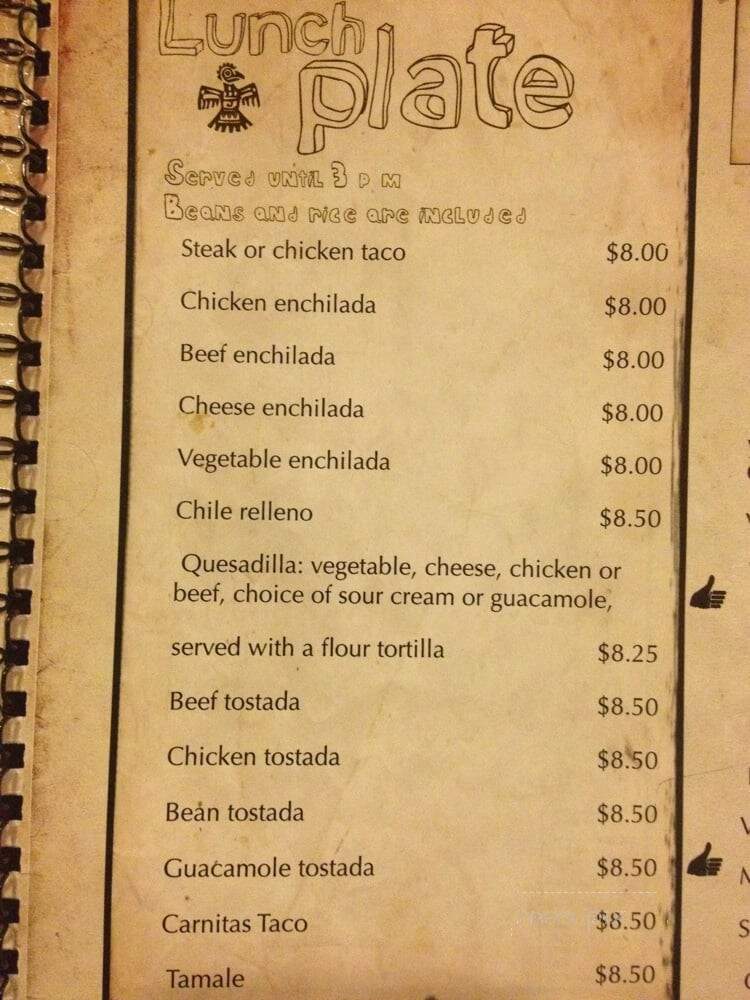 Lunch
plate
Served until 3 p m
Beans and rice are included
Steak or chicken taco $8.00
Chicken enchilada $8.00
Beef enchilada $8.00
Cheese enchilada $8.00
Vegetable enchilada $8.00
Chile relleno $8.50
Quesadilla: vegetable, cheese, chicken or
beef, choice of sour cream or guacamole,
served with a flour tortilla $8.25
Beef tostada $8.50
Chicken tostada $8.50
Bean tostada $8.50
Guacamole tostada $8.50
Carnitas Taco $8.50
Tamale $8.50